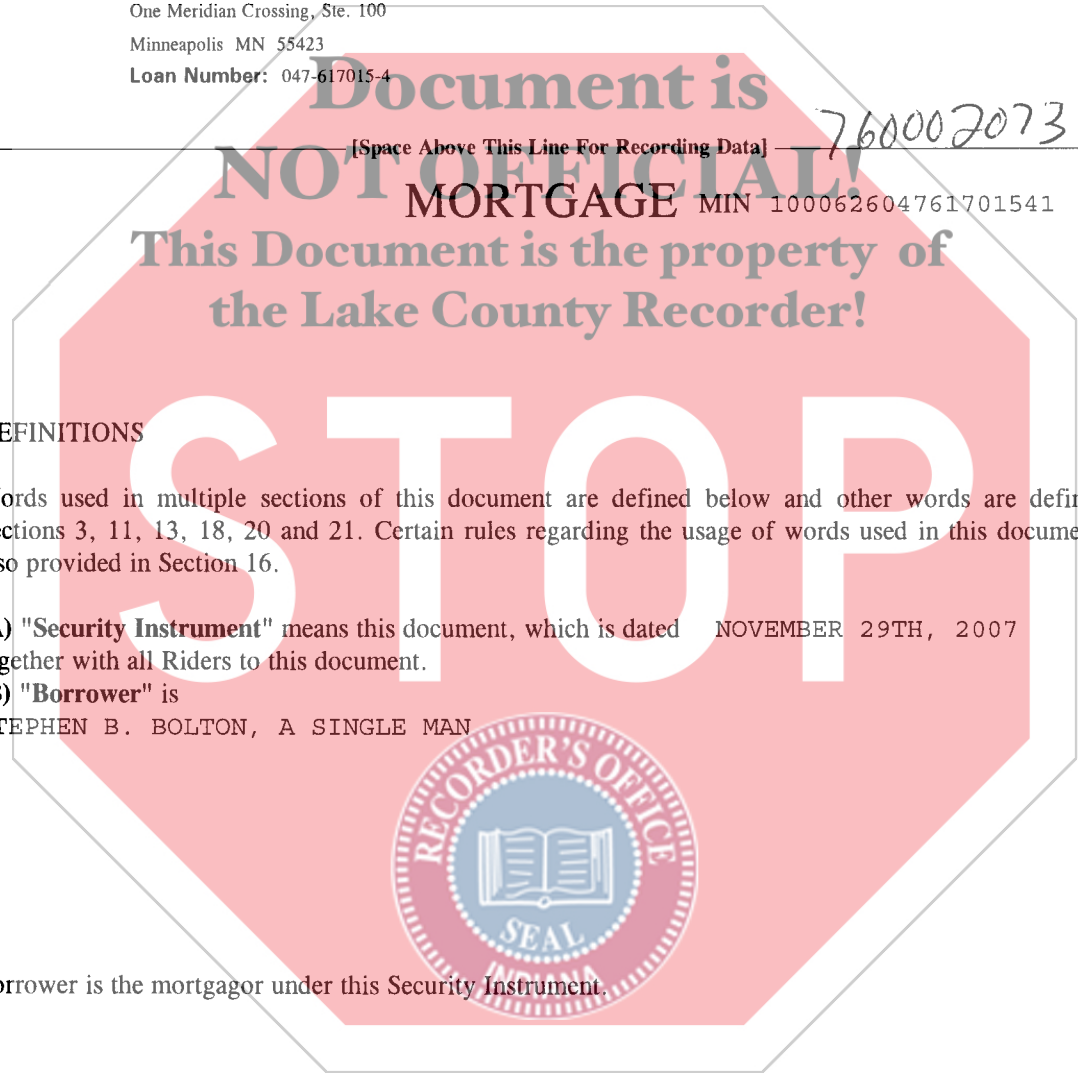 One Meridian Crossing, Ste. 100
Minneapolis MN 55423
Loan Number: 047-617015-4
Document is
760002073
[Space Above This Line For Recording Data]
NOT OFFICIAL!
MORTGAGE MIN 100062604761701541
This Document is the property of
the Lake County Recorder!
STOP
EFINITIONS
ords used in multiple sections of this document are defined below and other words are defin
ctions 3, 11, 13, 18, 20 and 21. Certain rules regarding the usage of words used in this docume
so provided in Section 16.
) "Security Instrument" means this document, which is dated NOVEMBER 29TH, 2007
gether with all Riders to this document.
) "Borrower" is
TEPHEN B. BOLTON, A SINGLE MAN
RECORDER'S OFFICE
SEAL
INDIANA
orrower is the mortgagor under this Security Instrument.